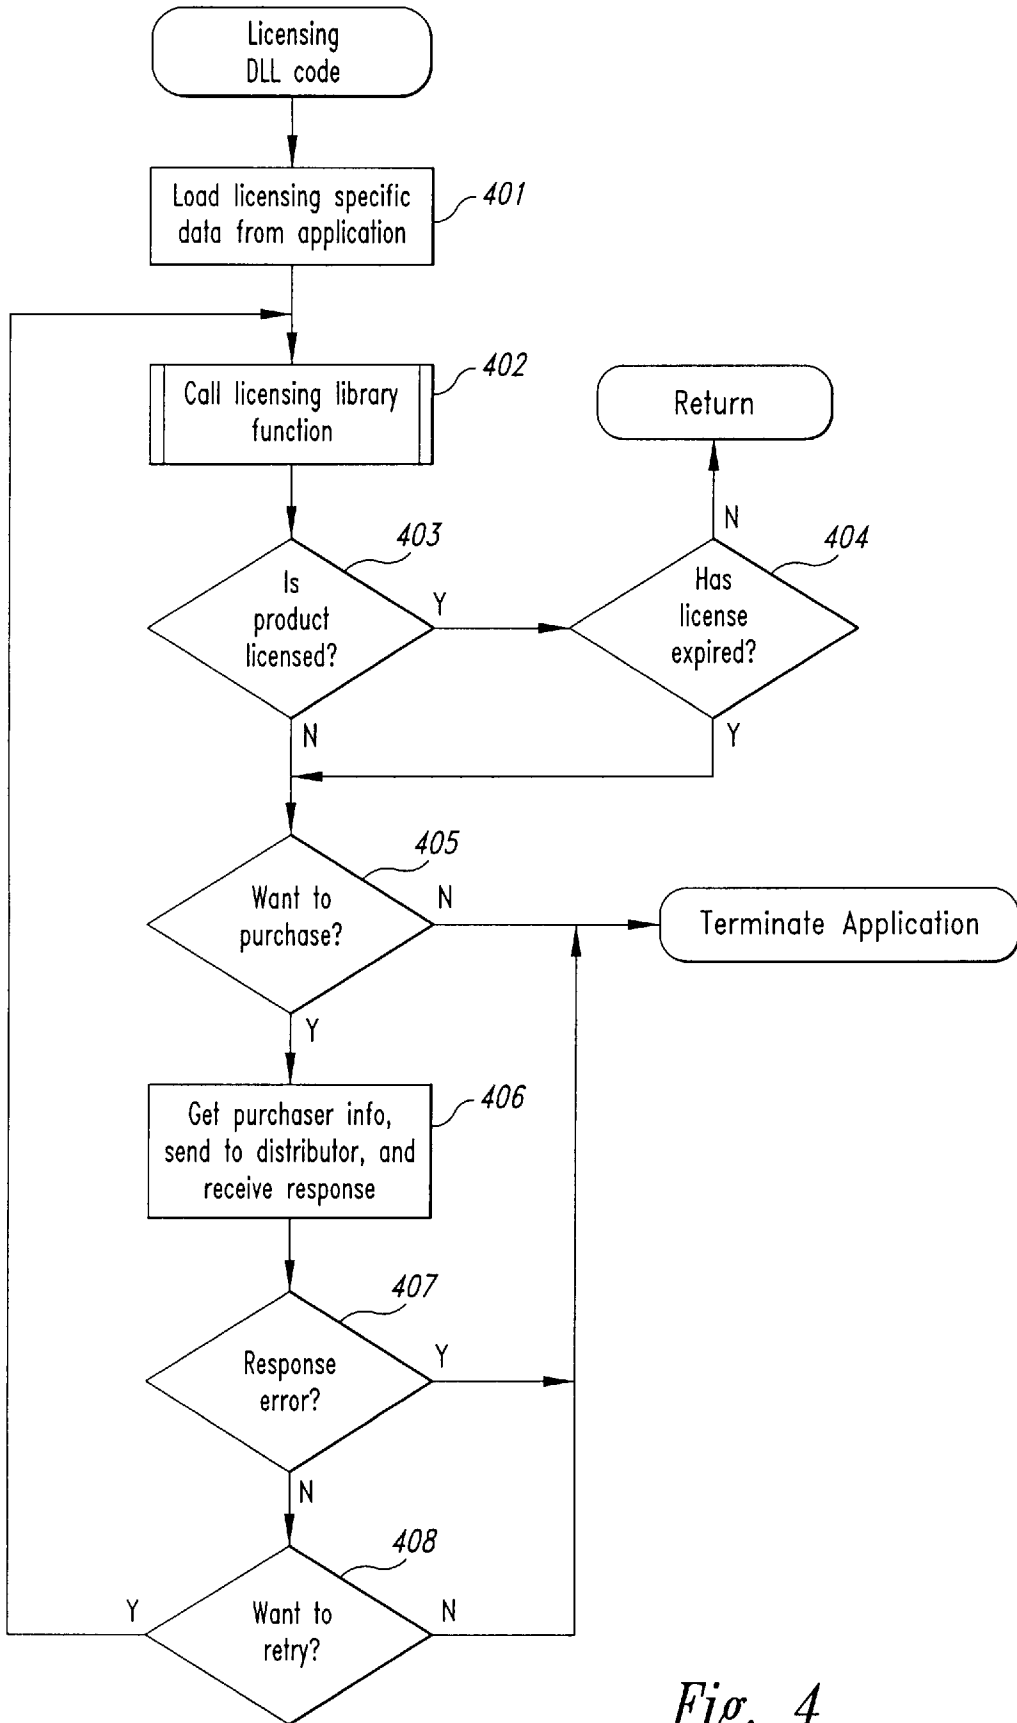 Licensing
DLL code
Load licensing specific
data from application
401
Call licensing library
function
402
Return
Is
product
licensed?
403
Y
N
Has
license
expired?
404
N
Y
Want to
purchase?
405
N
Y
Terminate Application
Get purchaser info,
send to distributor, and
receive response
406
Response
error?
407
Y
N
Want to
retry?
408
Y
N
Fig. 4